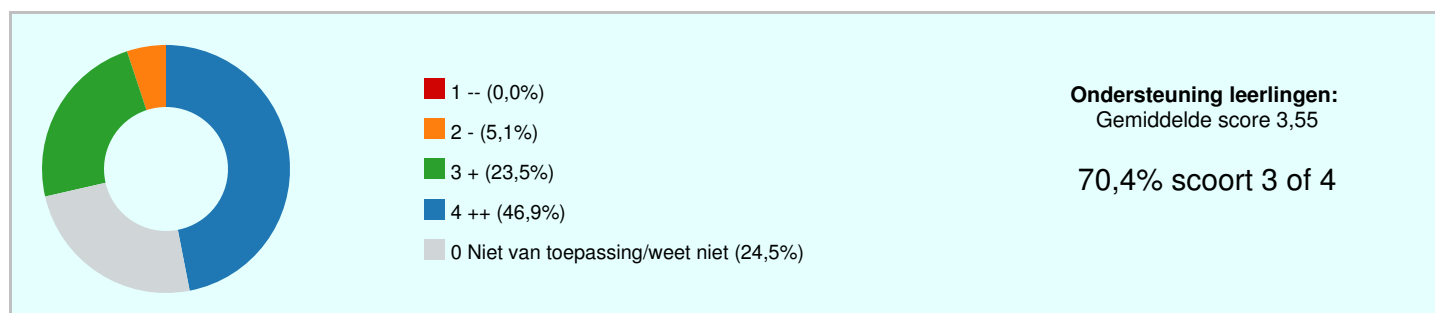 1 -- (0,0%)
2 - (5,1%)
3 + (23,5%)
4 ++ (46,9%)
0 Niet van toepassing/weet niet (24,5%)
Ondersteuning leerlingen:
Gemiddelde score 3,55
70,4% scoort 3 of 4